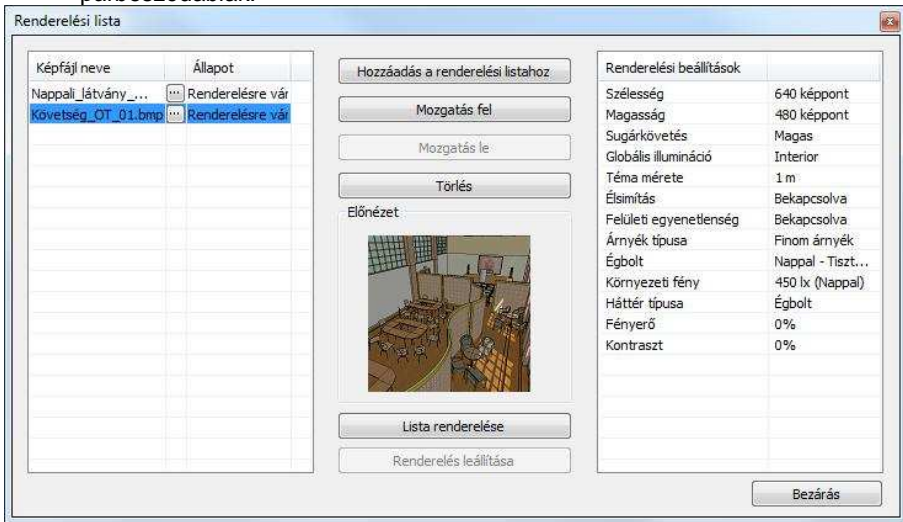 párbeszédablak.
Renderelési lista
Képfájl neve Állapot
Nappali_látvány_... ... Renderelésre vár
Követség_OT_01.bmp ... Renderelésre vár
Hozzáadás a renderelési listahoz
Mozgatás fel
Mozgatás le
Törlés
Előnézet
Lista renderelése
Renderelés leállítása
Renderelési beállítások
Szélesség 640 képpont
Magasság 480 képpont
Sugárkövetés Magas
Globális illumináció Interior
Téma mérete 1 m
Élsimítás Bekapcsolva
Felületi egyenetlenség Bekapcsolva
Árnyék típusa Finom árnyék
Égbolt Nappal - Tiszt...
Környezeti fény 450 lx (Nappal)
Háttér típusa Égbolt
Fényerő 0%
Kontraszt 0%
Bezárás